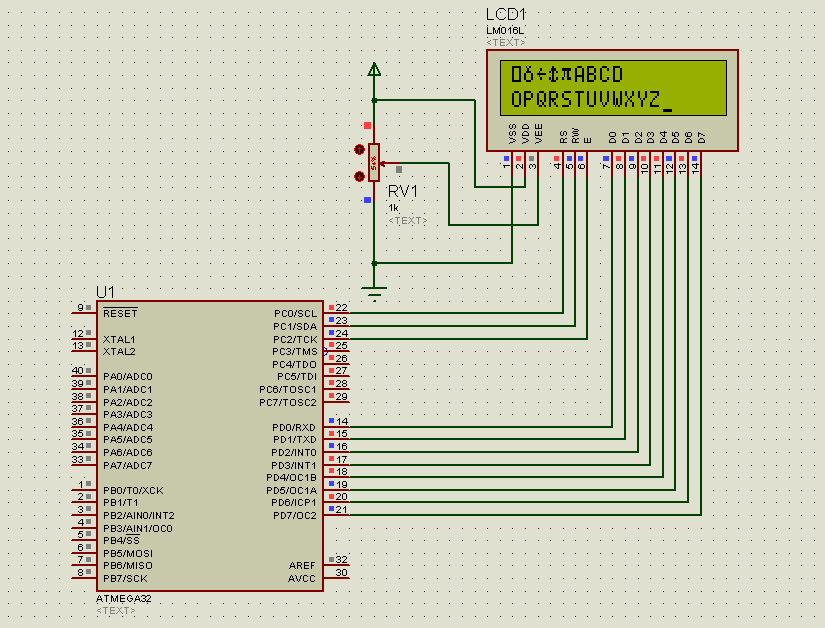 LCD1
LM016L
<TEXT>
÷π ABCD
OPQRSTUVWXYZ_
VSS VDD VEE RS RW E D0 D1 D2 D3 D4 D5 D6 D7
1 2 3 4 5 6 7 8 9 10 11 12 13 14
RV1
1k
<TEXT>
U1
9 RESET PC0/SCL 22
PC1/SDA 23
12 XTAL1 PC2/TCK 24
13 XTAL2 PC3/TMS 25
PC4/TDO 26
40 PA0/ADC0 PC5/TDI 27
39 PA1/ADC1 PC6/TOSC1 28
38 PA2/ADC2 PC7/TOSC2 29
37 PA3/ADC3
36 PA4/ADC4 PD0/RXD 14
35 PA5/ADC5 PD1/TXD 15
34 PA6/ADC6 PD2/INT0 16
33 PA7/ADC7 PD3/INT1 17
PD4/OC1B 18
1 PB0/T0/XCK PD5/OC1A 19
2 PB1/T1 PD6/ICP1 20
3 PB2/AIN0/INT2 PD7/OC2 21
4 PB3/AIN1/OC0
5 PB4/SS
6 PB5/MOSI
7 PB6/MISO AREF 32
8 PB7/SCK AVCC 30
ATMEGA32
<TEXT>